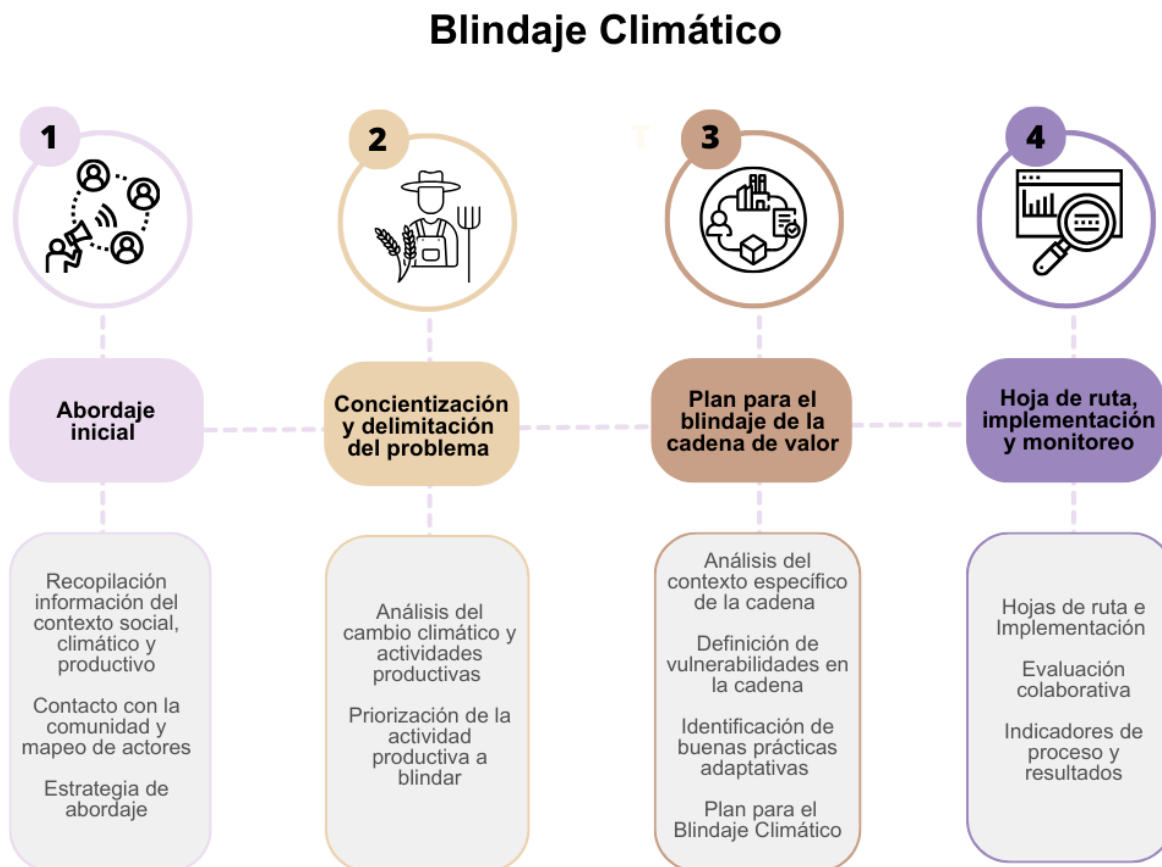 Blindaje Climático
1
2
3
4
Abordaje
inicial
Concientización
y delimitación
del problema
Plan para el
blindaje de la
cadena de valor
Hoja de ruta,
implementación
y monitoreo
Recopilación
información del
contexto social,
climático y
productivo
Contacto con la
comunidad y
mapeo de actores
Estrategia de
abordaje
Análisis del
cambio climático y
actividades
productivas
Priorización de la
actividad
productiva a
blindar
Análisis del
contexto específico
de la cadena
Definición de
vulnerabilidades en
la cadena
Identificación de
buenas prácticas
adaptativas
Plan para el
Blindaje Climático
Hojas de ruta e
Implementación
Evaluación
colaborativa
Indicadores de
proceso y
resultados